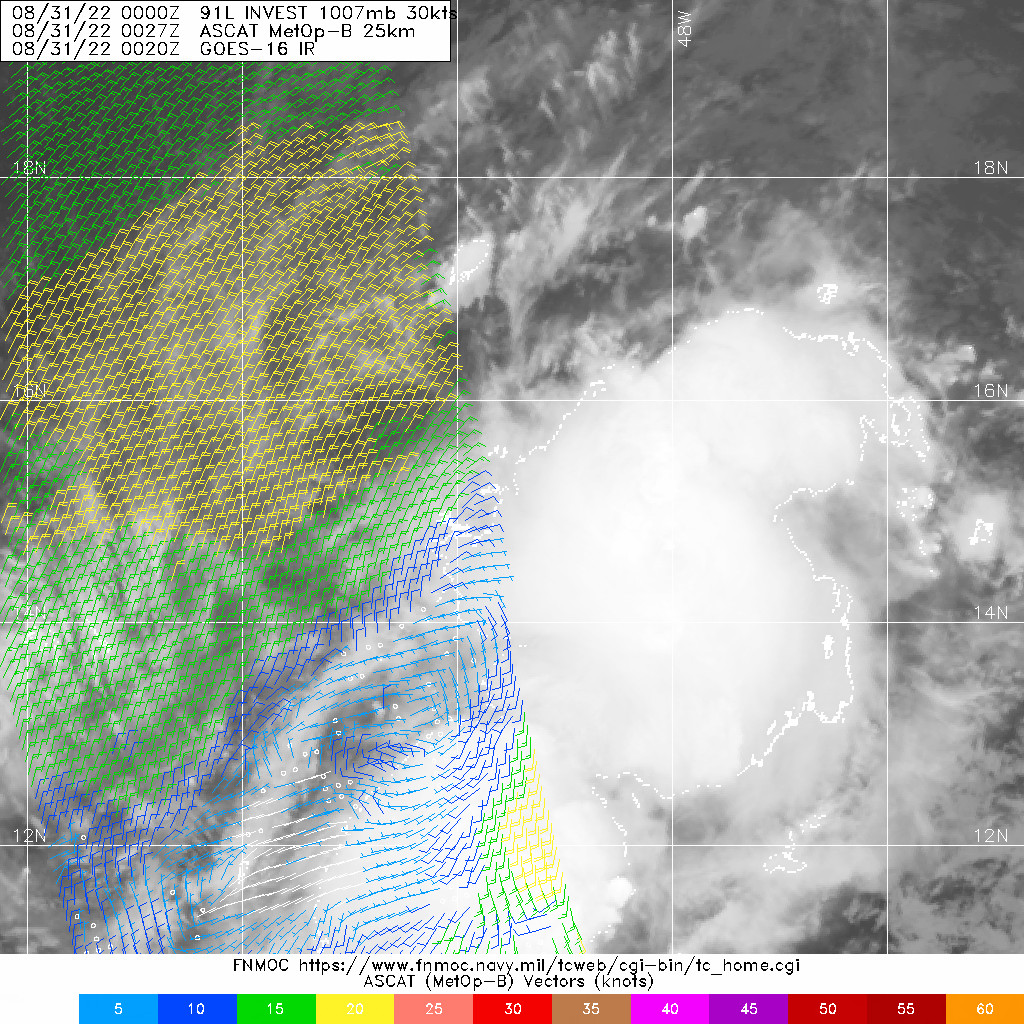 08/31/22 0000Z 91L INVEST 1007mb 30kts
08/31/22 0027Z ASCAT MetOp-B 25km
08/31/22 0020Z GOES-16 IR
48W
18N 18N
16N 16N
14N 14N
12N 12N
FNMOC https://www.fnmoc.navy.mil/tcweb/cgi-bin/tc_home.cgi
ASCAT (MetOp-B) Vectors (knots)
5 10 15 20 25 30 35 40 45 50 55 60